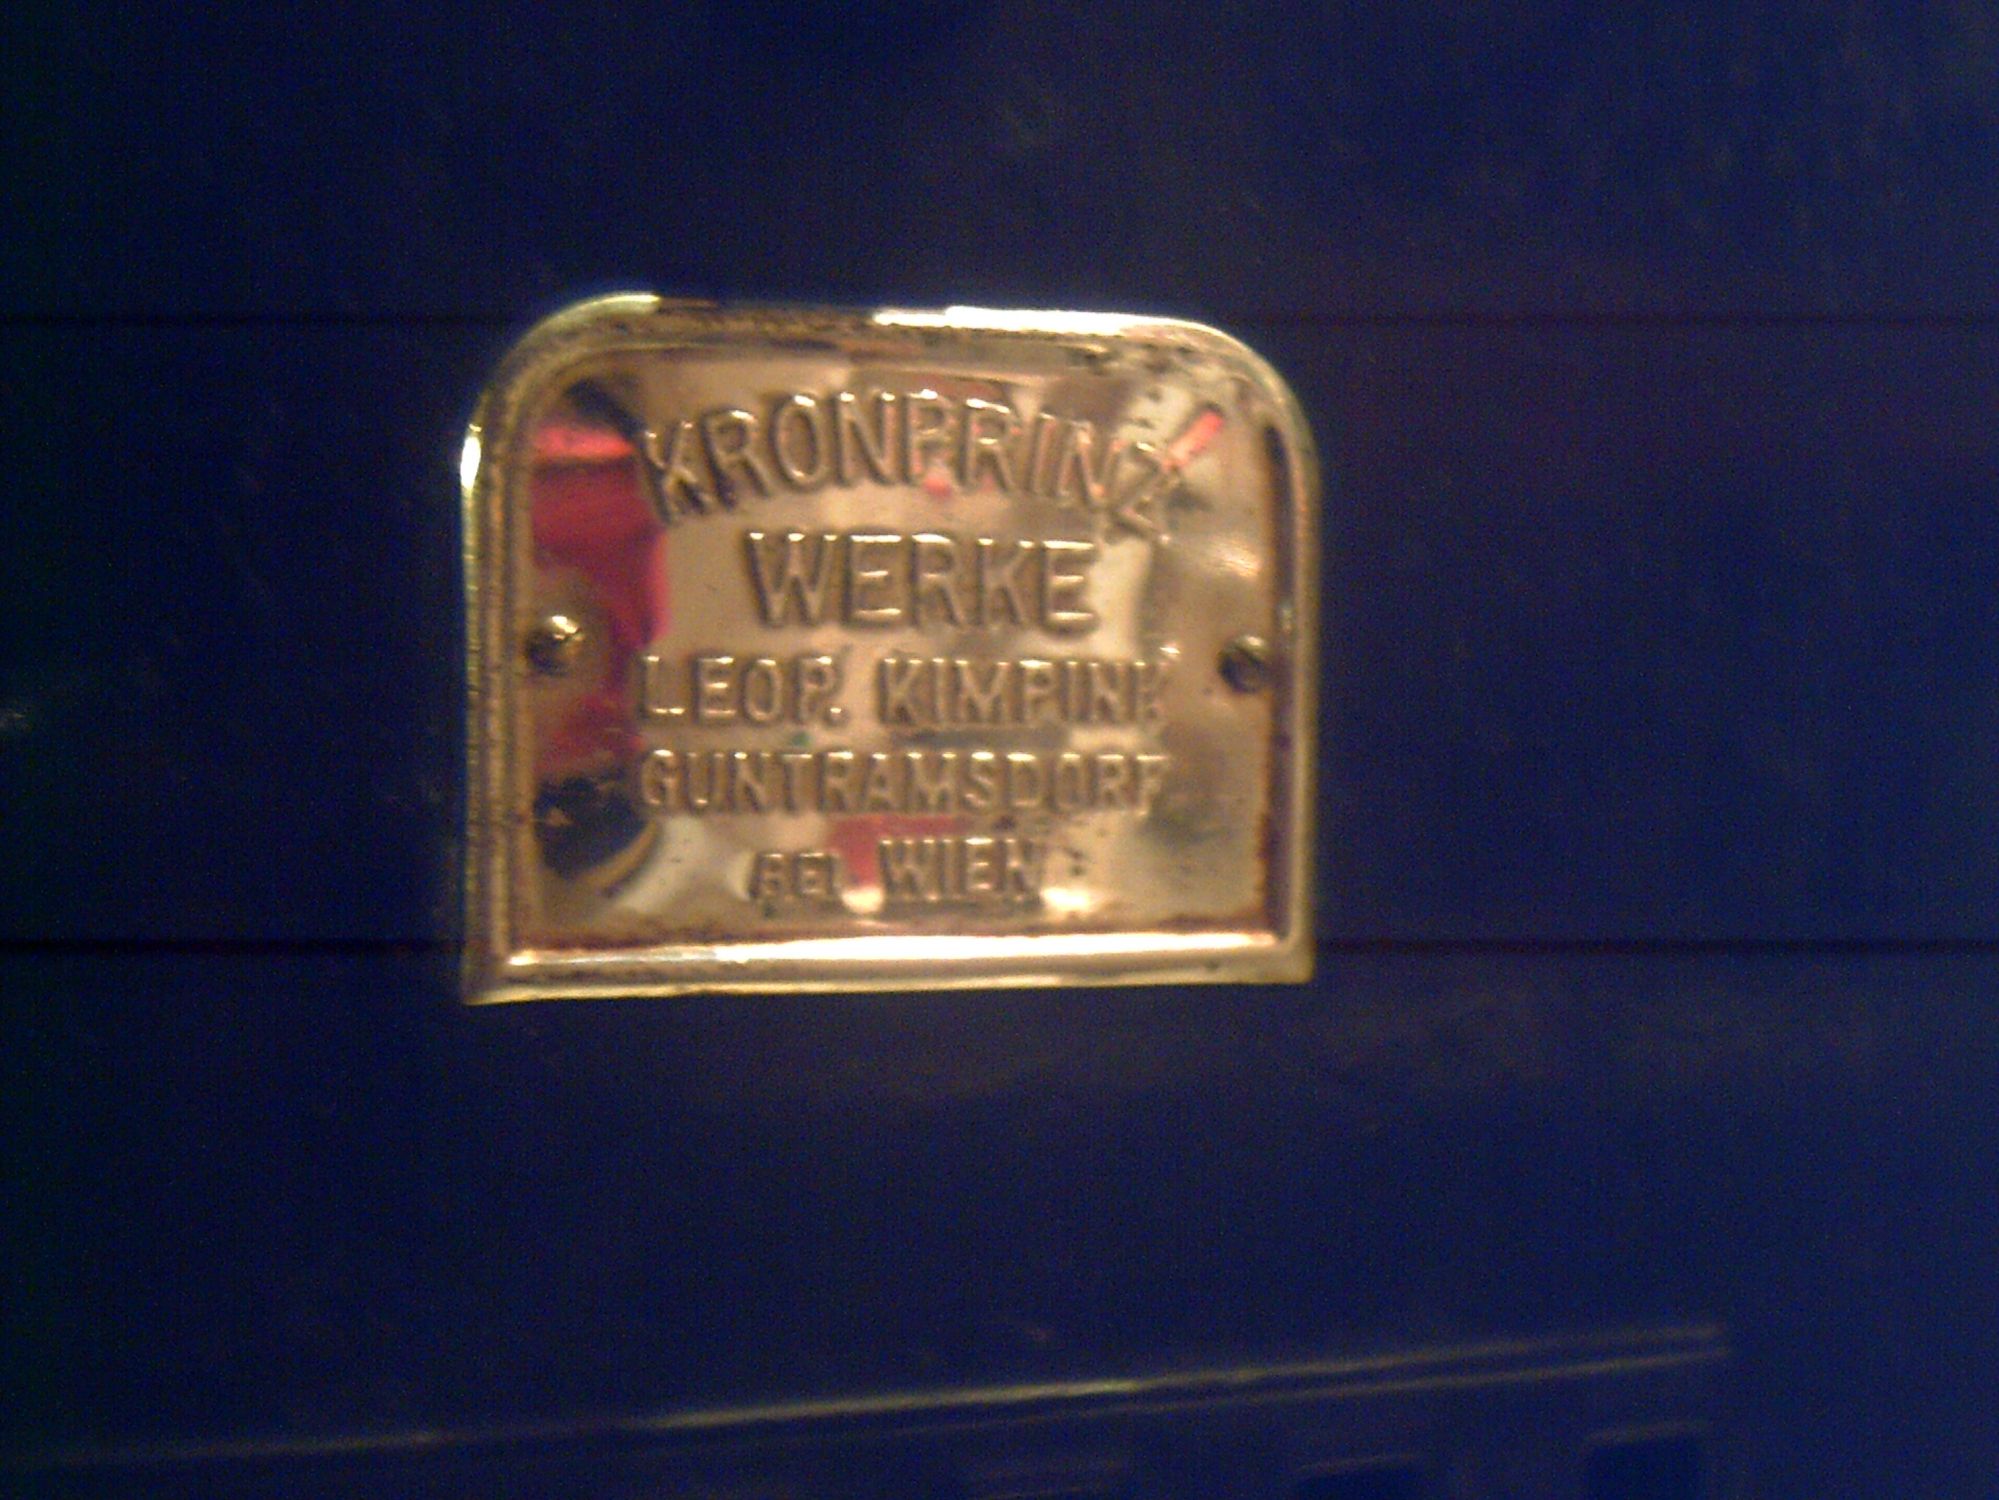 KRONPRINZ
WERKE
LEOP. KIMPINK
GUNTRAMSDORF
BEI WIEN